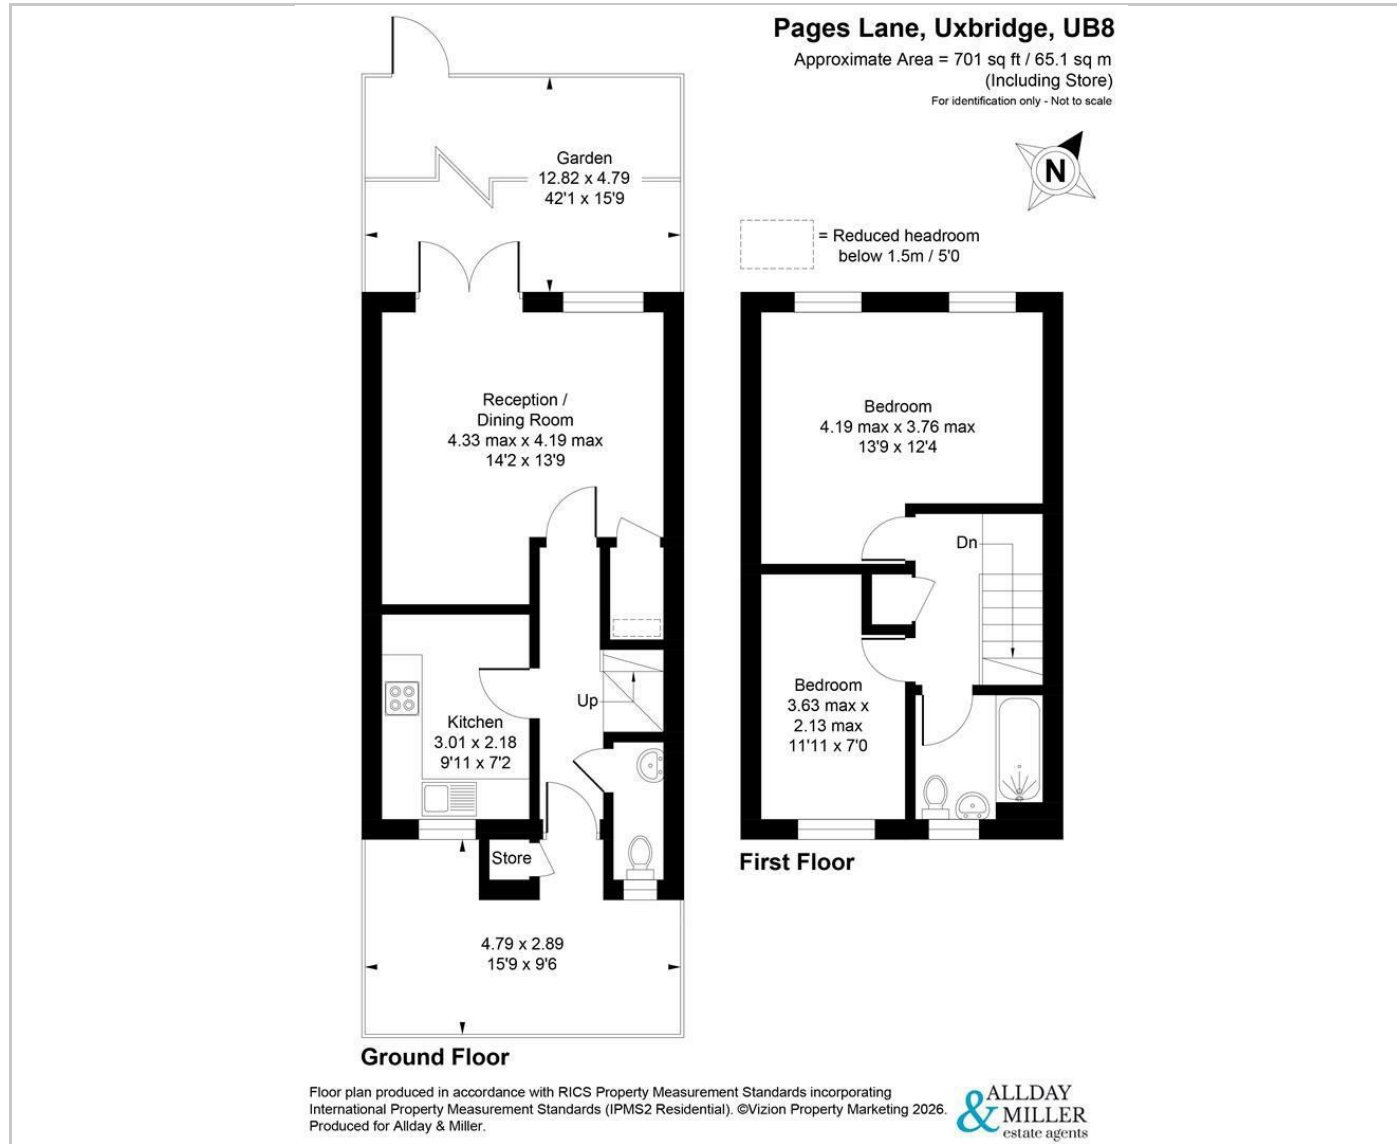 Pages Lane, Uxbridge, UB8
Approximate Area = 701 sq ft / 65.1 sq m
(Including Store)
For identification only - Not to scale
N
= Reduced headroom
below 1.5m / 5'0
Garden
12.82 x 4.79
42'1 x 15'9
Reception /
Dining Room
4.33 max x 4.19 max
14'2 x 13'9
Kitchen
3.01 x 2.18
9'11 x 7'2
Up
Store
4.79 x 2.89
15'9 x 9'6
Ground Floor
Bedroom
4.19 max x 3.76 max
13'9 x 12'4
Dn
Bedroom
3.63 max x
2.13 max
11'11 x 7'0
First Floor
Floor plan produced in accordance with RICS Property Measurement Standards incorporating
International Property Measurement Standards (IPMS2 Residential). ©Vizion Property Marketing 2026.
Produced for Allday & Miller.
ALLDAY
& MILLER
estate agents